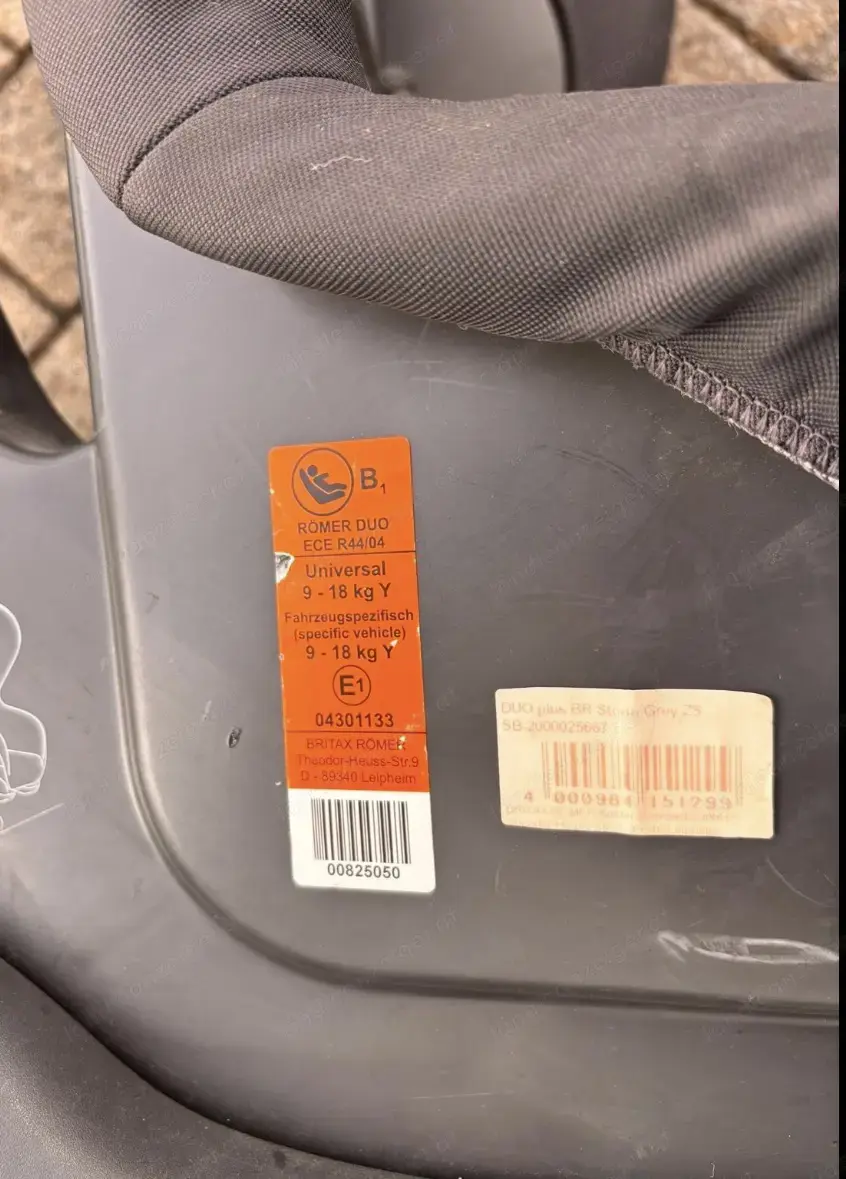 B1
RÖMER DUO
ECE R44/04
Universal
9 - 18 kg Y
Fahrzeugspezifisch
(specific vehicle)
9 - 18 kg Y
E1
04301133
BRITAX RÖMER
Theodor-Heuss-Str.9
D - 89340 Leipheim
00825050
DUO plus BR Storm Grey ZS
SB 2000025667
4 000984 151799